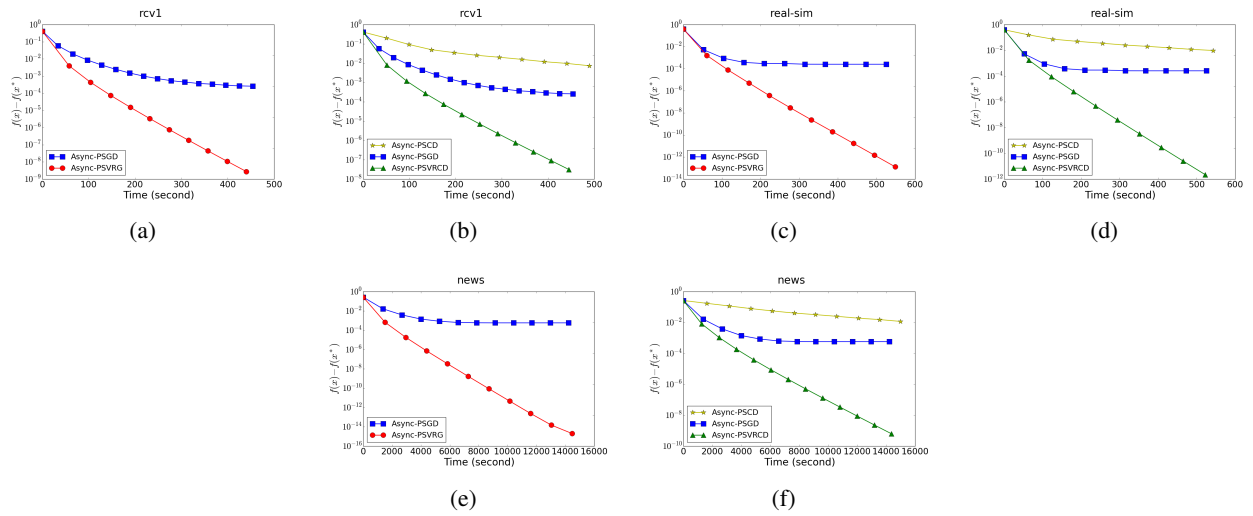 rcv1
f(x) − f(x*)
10^0
10^-1
10^-2
10^-3
10^-4
10^-5
10^-6
10^-7
10^-8
10^-9
Async-PSGD
Async-PSVRG
0 100 200 300 400 500
Time (second)
(a)
rcv1
f(x) − f(x*)
10^0
10^-1
10^-2
10^-3
10^-4
10^-5
10^-6
10^-7
10^-8
Async-PSCD
Async-PSGD
Async-PSVRCD
0 100 200 300 400 500
Time (second)
(b)
real-sim
f(x) − f(x*)
10^0
10^-2
10^-4
10^-6
10^-8
10^-10
10^-12
10^-14
Async-PSGD
Async-PSVRG
0 100 200 300 400 500 600
Time (second)
(c)
real-sim
f(x) − f(x*)
10^0
10^-2
10^-4
10^-6
10^-8
10^-10
10^-12
Async-PSCD
Async-PSGD
Async-PSVRCD
0 100 200 300 400 500 600
Time (second)
(d)
news
f(x) − f(x*)
10^0
10^-2
10^-4
10^-6
10^-8
10^-10
10^-12
10^-14
10^-16
Async-PSGD
Async-PSVRG
0 2000 4000 6000 8000 10000 12000 14000 16000
Time (second)
(e)
news
f(x) − f(x*)
10^0
10^-2
10^-4
10^-6
10^-8
10^-10
Async-PSCD
Async-PSGD
Async-PSVRCD
0 2000 4000 6000 8000 10000 12000 14000 16000
Time (second)
(f)